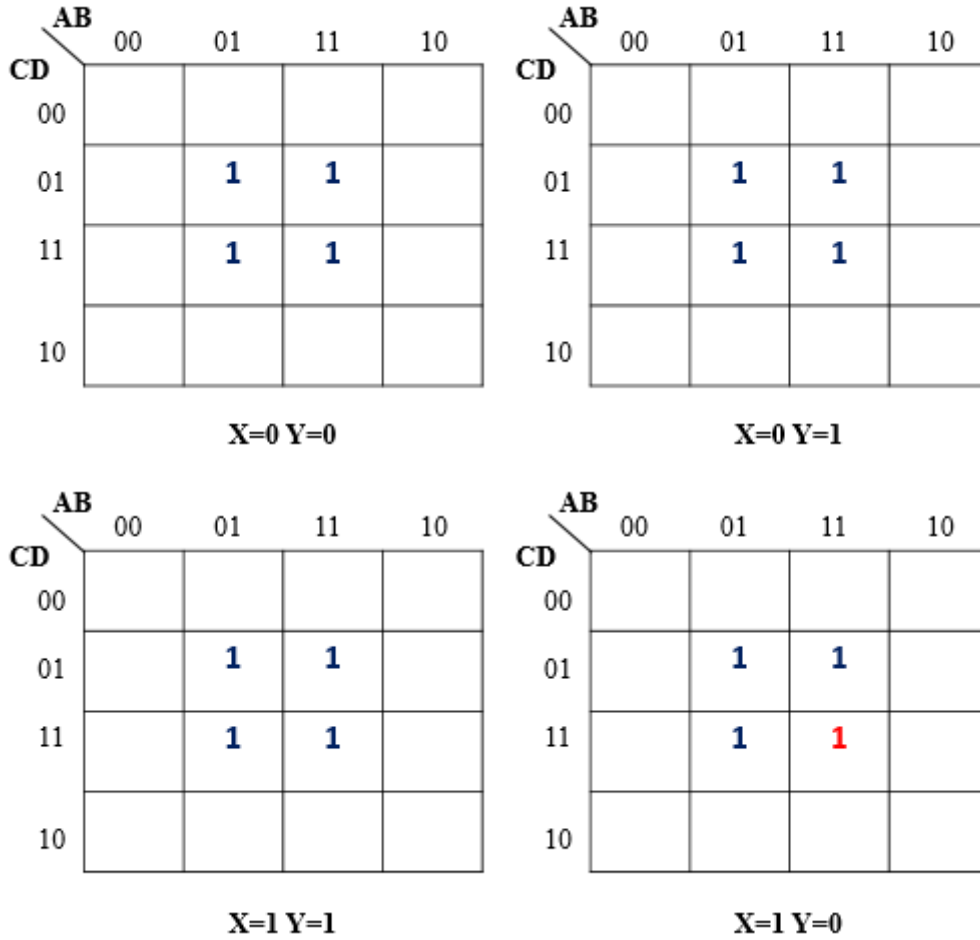 AB AB
00 01 11 10 00 01 11 10
CD CD
00 00
01 1 1 01 1 1
11 1 1 11 1 1
10 10
X=0 Y=0 X=0 Y=1
AB AB
00 01 11 10 00 01 11 10
CD CD
00 00
01 1 1 01 1 1
11 1 1 11 1 1
10 10
X=1 Y=1 X=1 Y=0